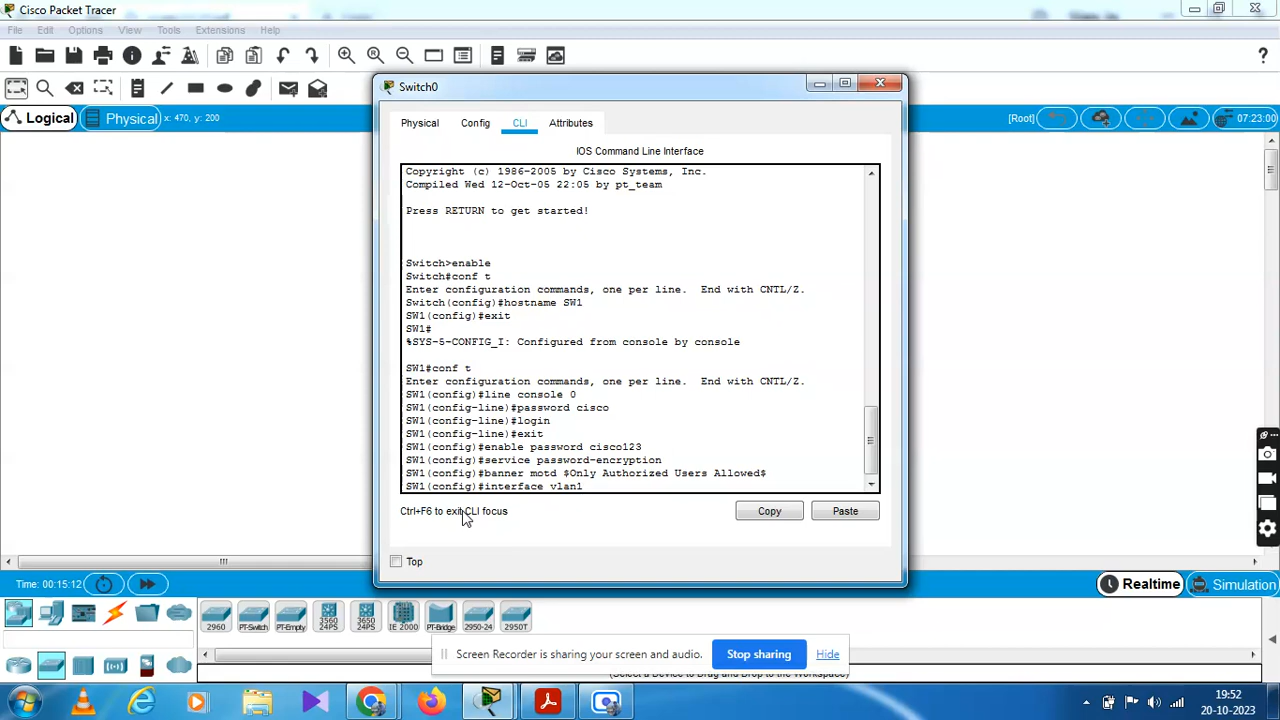 Cisco Packet Tracer
File Edit Options View Tools Extensions Help
Logical Physical x: 470, y: 200 [Root] 07:23:00
Switch0
Physical Config CLI Attributes
IOS Command Line Interface
Copyright (c) 1986-2005 by Cisco Systems, Inc.
Compiled Wed 12-Oct-05 22:05 by pt_team
Press RETURN to get started!
Switch>enable
Switch#conf t
Enter configuration commands, one per line. End with CNTL/Z.
Switch(config)#hostname SW1
SW1(config)#exit
SW1#
%SYS-5-CONFIG_I: Configured from console by console
SW1#conf t
Enter configuration commands, one per line. End with CNTL/Z.
SW1(config)#line console 0
SW1(config-line)#password cisco
SW1(config-line)#login
SW1(config-line)#exit
SW1(config)#enable password cisco123
SW1(config)#service password-encryption
SW1(config)#banner motd $Only Authorized Users Allowed$
SW1(config)#interface vlan1
Ctrl+F6 to exit CLI focus
Copy Paste
Top
Time: 00:15:12 Realtime Simulation
2960 PT-Switch PT-Empty 3560 24PS 3650 24PS IE 2000 PT-Bridge 2950-24 2950T
Screen Recorder is sharing your screen and audio. Stop sharing Hide
(Select a Device to Drag and Drop to the Workspace)
19:52
20-10-2023